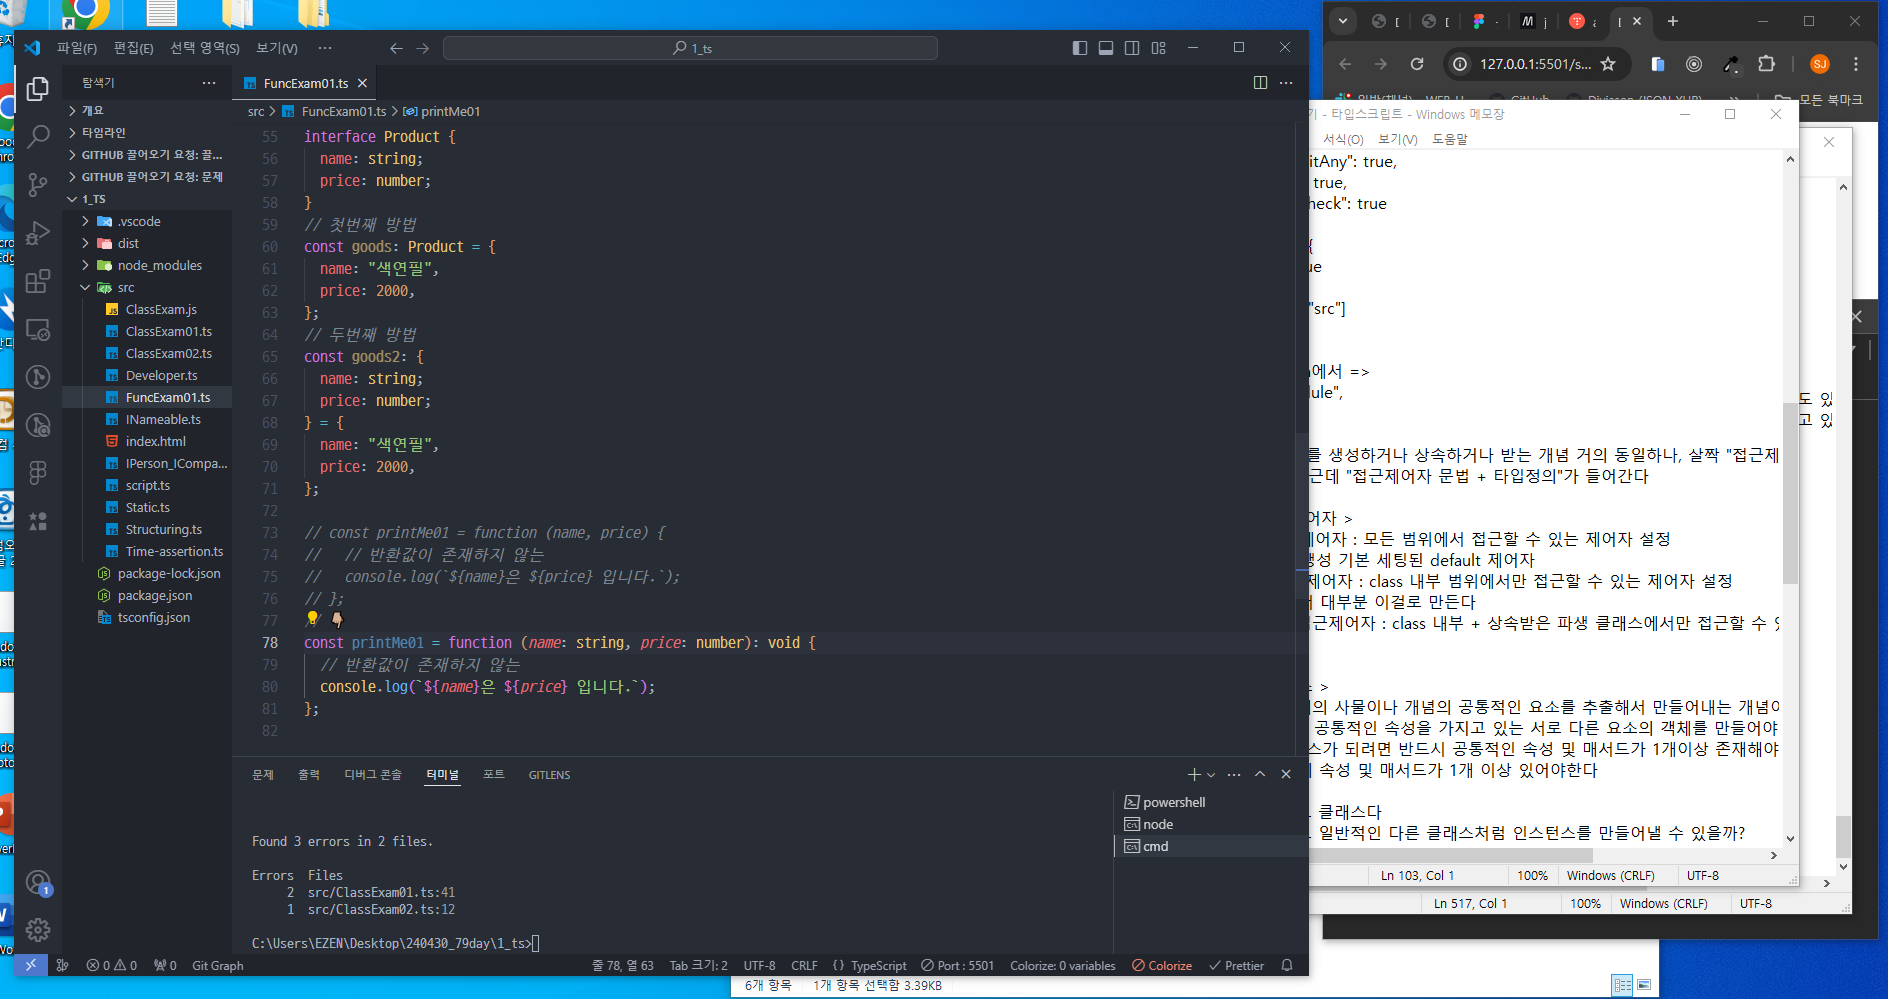 파일(F) 편집(E) 선택 영역(S) 보기(V) ··· 1_ts
탐색기 ···
개요
타임라인
GITHUB 끌어오기 요청: 끌...
GITHUB 끌어오기 요청: 문제
1_TS
.vscode
dist
node_modules
src
ClassExam.js
ClassExam01.ts
ClassExam02.ts
Developer.ts
FuncExam01.ts
INameable.ts
index.html
IPerson_ICompa...
script.ts
Static.ts
Structuring.ts
Time-assertion.ts
package-lock.json
package.json
tsconfig.json
FuncExam01.ts
src > FuncExam01.ts > printMe01
55 interface Product {
56 name: string;
57 price: number;
58 }
59 // 첫번째 방법
60 const goods: Product = {
61 name: "색연필",
62 price: 2000,
63 };
64 // 두번째 방법
65 const goods2: {
66 name: string;
67 price: number;
68 } = {
69 name: "색연필",
70 price: 2000,
71 };
72
73 // const printMe01 = function (name, price) {
74 // // 반환값이 존재하지 않는
75 // console.log(`${name}은 ${price} 입니다.`);
76 // };
77
78 const printMe01 = function (name: string, price: number): void {
79 // 반환값이 존재하지 않는
80 console.log(`${name}은 ${price} 입니다.`);
81 };
82
문제 출력 디버그 콘솔 터미널 포트 GITLENS
Found 3 errors in 2 files.
Errors Files
2 src/ClassExam01.ts:41
1 src/ClassExam02.ts:12
C:\Users\EZEN\Desktop\240430_79day\1_ts>
powershell
node
cmd
1
0 0 0 Git Graph 줄 78, 열 63 Tab 크기: 2 UTF-8 CRLF {} TypeScript Port : 5501 Colorize: 0 variables Colorize Prettier
127.0.0.1:5501/s...
SJ
모든 북마크
- 타입스크립트 - Windows 메모장
서식(O) 보기(V) 도움말
itAny": true,
true,
heck": true
{
ue
"src"]
에서 =>
ule",
를 생성하거나 상속하거나 받는 개념 거의 동일하나, 살짝 "접근제
근데 "접근제어자 문법 + 타입정의"가 들어간다
어자 >
제어자 : 모든 범위에서 접근할 수 있는 제어자 설정
생성 기본 세팅된 default 제어자
제어자 : class 내부 범위에서만 접근할 수 있는 제어자 설정
대부분 이걸로 만든다
근제어자 : class 내부 + 상속받은 파생 클래스에서만 접근할 수 있
>
의 사물이나 개념의 공통적인 요소를 추출해서 만들어내는 개념이
공통적인 속성을 가지고 있는 서로 다른 요소의 객체를 만들어야
스가 되려면 반드시 공통적인 속성 및 매서드가 1개이상 존재해야
속성 및 매서드가 1개 이상 있어야한다
클래스다
일반적인 다른 클래스처럼 인스턴스를 만들어낼 수 있을까?
Ln 103, Col 1 100% Windows (CRLF) UTF-8
도 있
고 있
Ln 517, Col 1 100% Windows (CRLF) UTF-8
6개 항목 1개 항목 선택함 3.39KB